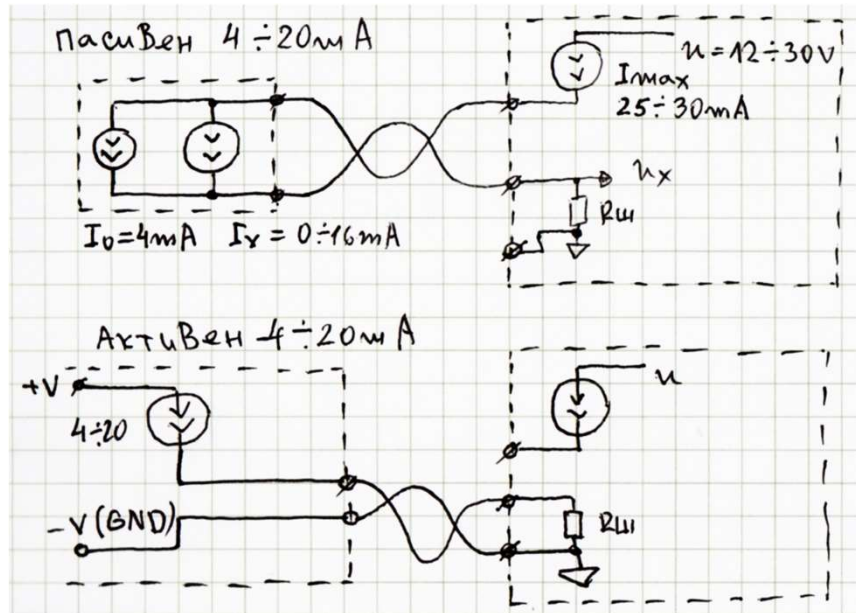 ПасиВен 4÷20mA
u=12÷30V
Imax
25÷30mA
ux
Rш
I₀=4mA Ix=0÷16mA
АктиВен 4÷20mA
+V
4÷20
u
-V(GND)
Rш